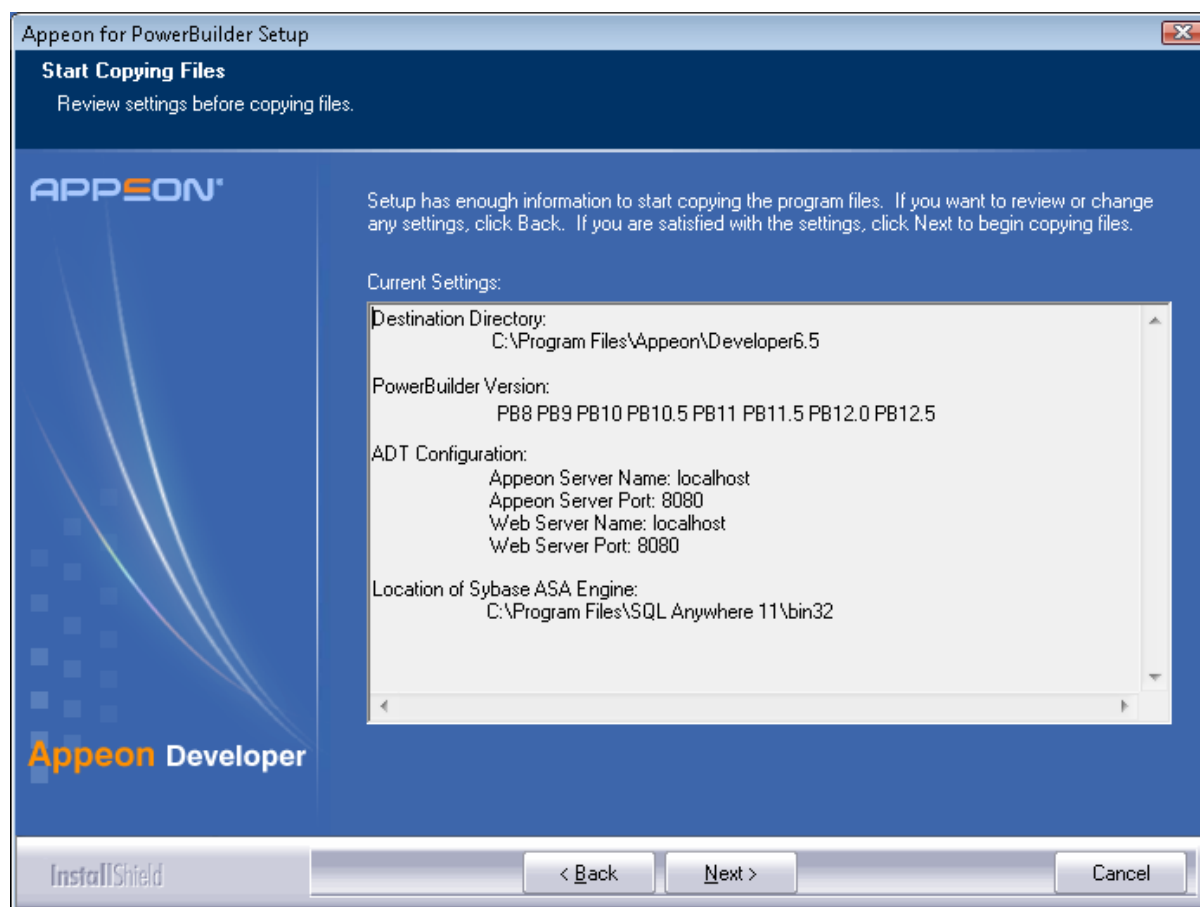 Appeon for PowerBuilder Setup
Start Copying Files
Review settings before copying files.
APPEON®
Setup has enough information to start copying the program files.  If you want to review or change
any settings, click Back.  If you are satisfied with the settings, click Next to begin copying files.
Current Settings:
Destination Directory:
C:\Program Files\Appeon\Developer6.5
PowerBuilder Version:
PB8 PB9 PB10 PB10.5 PB11 PB11.5 PB12.0 PB12.5
ADT Configuration:
Appeon Server Name: localhost
Appeon Server Port: 8080
Web Server Name: localhost
Web Server Port: 8080
Location of Sybase ASA Engine:
C:\Program Files\SQL Anywhere 11\bin32
Appeon Developer
InstallShield
< Back
Next >
Cancel